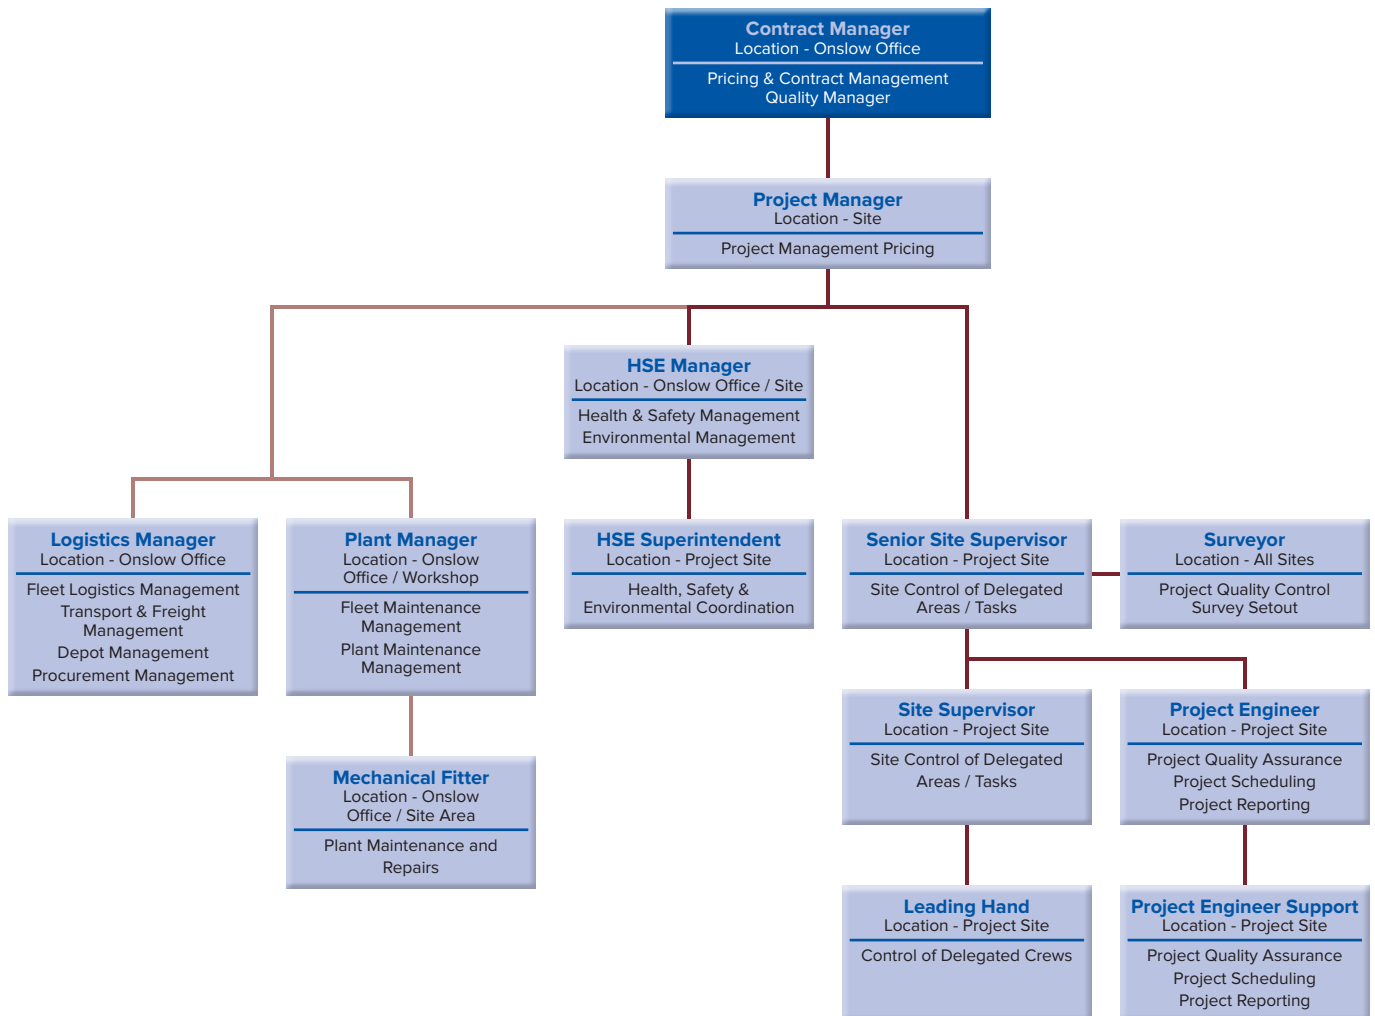 Contract Manager
Location - Onslow Office
Pricing & Contract Management
Quality Manager
Project Manager
Location - Site
Project Management Pricing
HSE Manager
Location - Onslow Office / Site
Health & Safety Management
Environmental Management
Logistics Manager
Location - Onslow Office
Fleet Logistics Management
Transport & Freight
Management
Depot Management
Procurement Management
Plant Manager
Location - Onslow
Office / Workshop
Fleet Maintenance
Management
Plant Maintenance
Management
HSE Superintendent
Location - Project Site
Health, Safety &
Environmental Coordination
Senior Site Supervisor
Location - Project Site
Site Control of Delegated
Areas / Tasks
Surveyor
Location - All Sites
Project Quality Control
Survey Setout
Site Supervisor
Location - Project Site
Site Control of Delegated
Areas / Tasks
Project Engineer
Location - Project Site
Project Quality Assurance
Project Scheduling
Project Reporting
Mechanical Fitter
Location - Onslow
Office / Site Area
Plant Maintenance and
Repairs
Leading Hand
Location - Project Site
Control of Delegated Crews
Project Engineer Support
Location - Project Site
Project Quality Assurance
Project Scheduling
Project Reporting